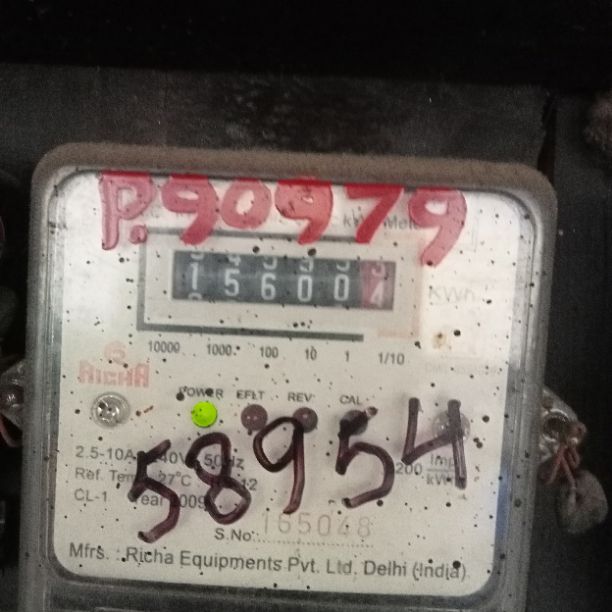 P.90979
156004
KWh
10000 1000 100 10 1 1/10
RICHA
POWER EFLT REV CAL
58954
2.5-10A 240V 50Hz
Ref. Temp 27°C
CL-1 Year 2009
200 Imp/kWh
S.No. 165048
Mfrs. : Richa Equipments Pvt. Ltd. Delhi (India)